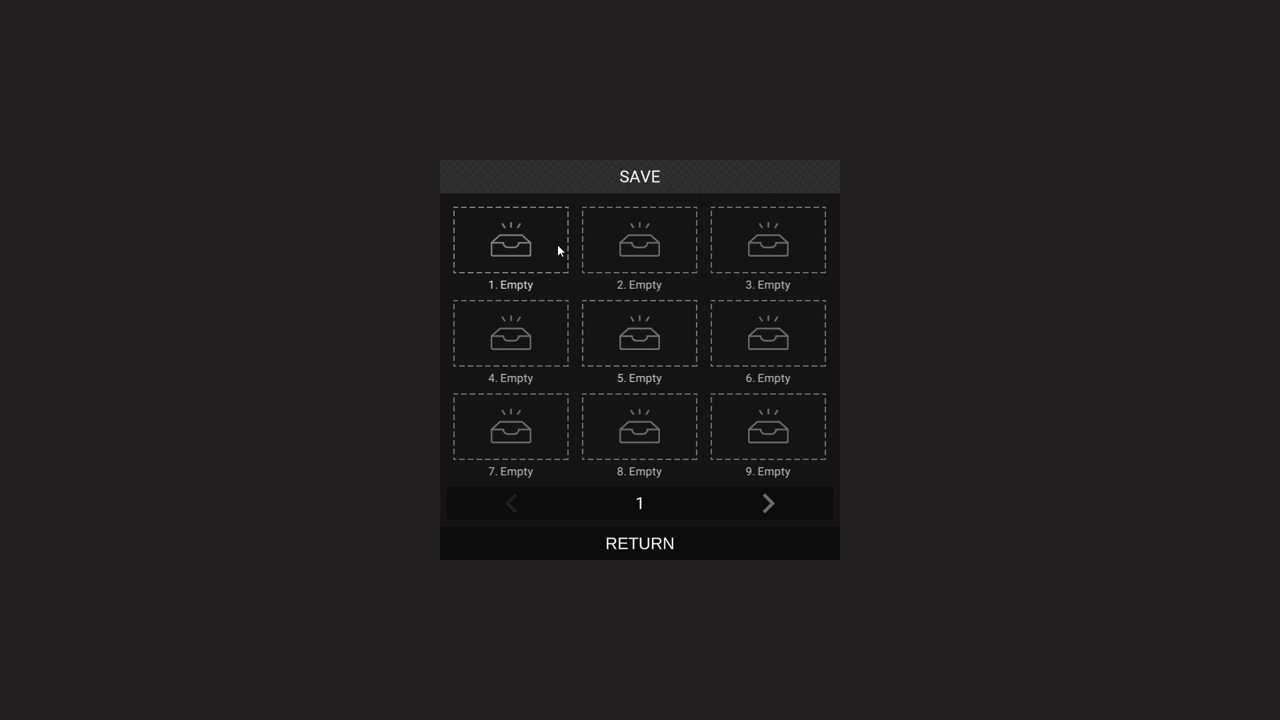 SAVE
1. Empty
2. Empty
3. Empty
4. Empty
5. Empty
6. Empty
7. Empty
8. Empty
9. Empty
1
RETURN